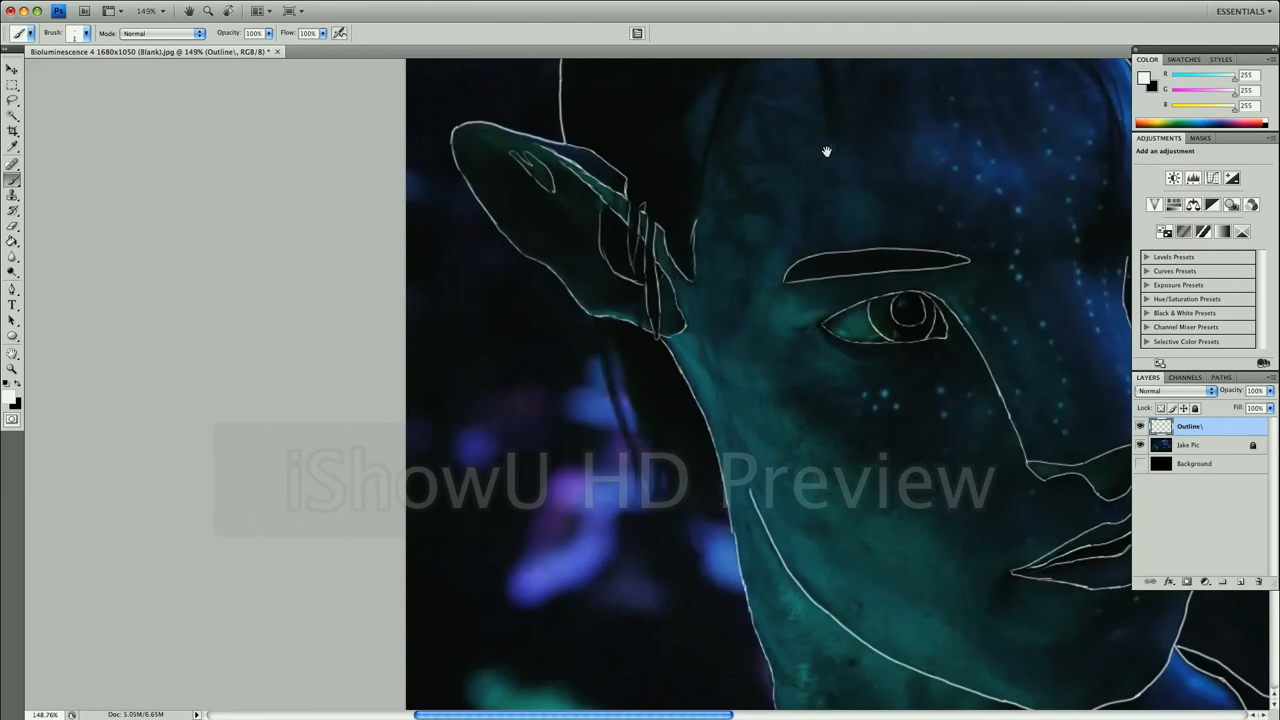 149% ESSENTIALS
Brush: 1 Mode: Normal Opacity: 100% Flow: 100%
Bioluminescence 4 1680x1050 (Blank).jpg @ 149% (Outline\, RGB/8) *
COLOR SWATCHES STYLES
R 255
G 255
B 255
ADJUSTMENTS MASKS
Add an adjustment
Levels Presets
Curves Presets
Exposure Presets
Hue/Saturation Presets
Black & White Presets
Channel Mixer Presets
Selective Color Presets
LAYERS CHANNELS PATHS
Normal Opacity: 100%
Lock: Fill: 100%
Outline\
Jake Pic
Background
iShowU HD Preview
148.76% Doc: 5.05M/6.65M